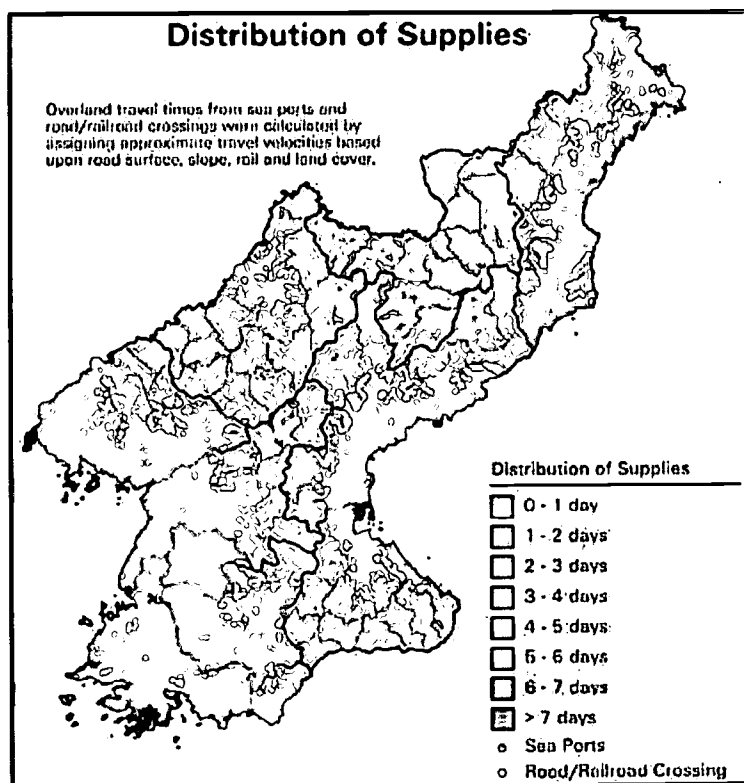 Distribution of Supplies
Overland travel times from sea ports and
road/railroad crossings were calculated by
assigning approximate travel velocities based
upon road surface, slope, rail and land cover.
Distribution of Supplies
0 - 1 day
1 - 2 days
2 - 3 days
3 - 4 days
4 - 5 days
5 - 6 days
6 - 7 days
> 7 days
Sea Ports
Road/Railroad Crossing